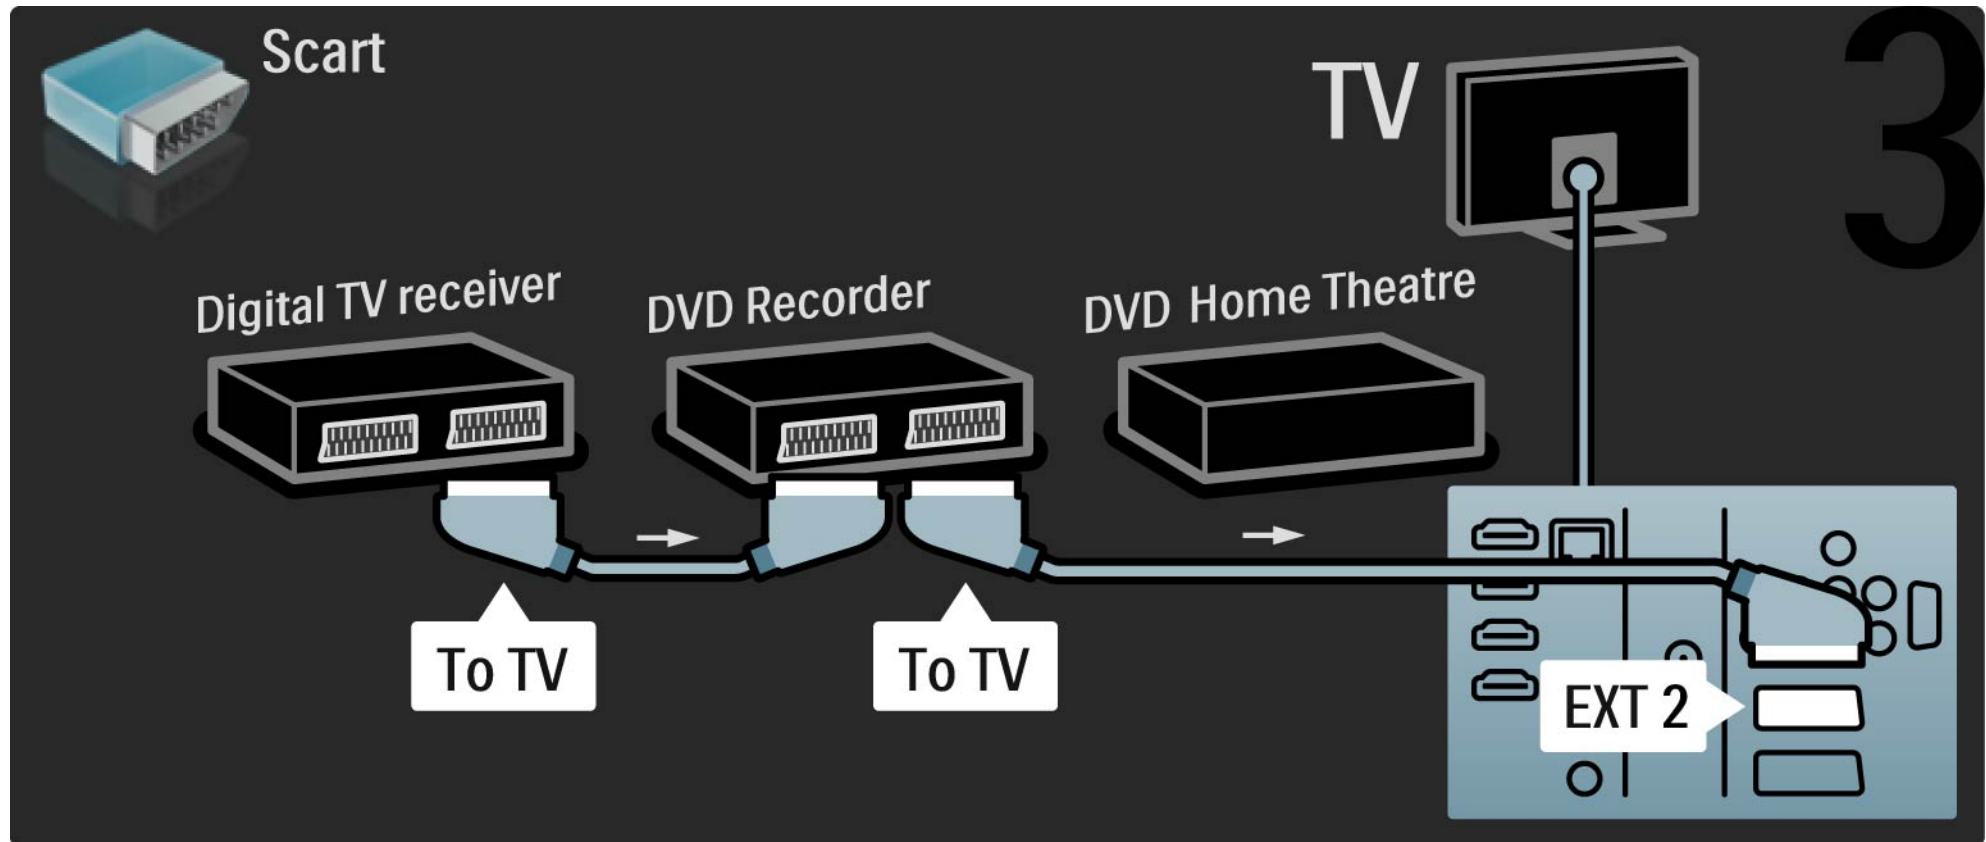 Scart
TV
3
Digital TV receiver
DVD Recorder
DVD Home Theatre
To TV
To TV
EXT 2